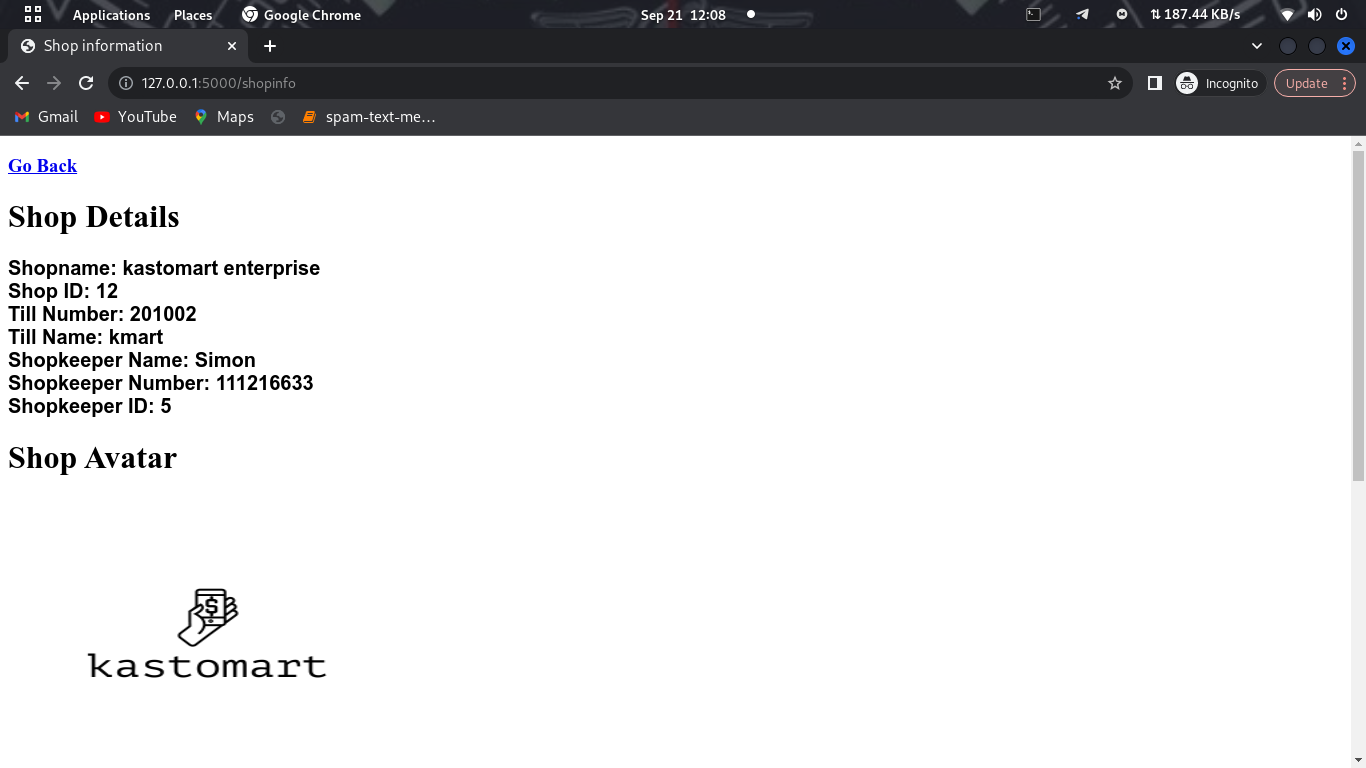 Applications Places Google Chrome Sep 21 12:08 187.44 KB/s
Shop information
127.0.0.1:5000/shopinfo Incognito Update
Gmail YouTube Maps spam-text-me…
Go Back
Shop Details
Shopname: kastomart enterprise
Shop ID: 12
Till Number: 201002
Till Name: kmart
Shopkeeper Name: Simon
Shopkeeper Number: 111216633
Shopkeeper ID: 5
Shop Avatar
$
kastomart